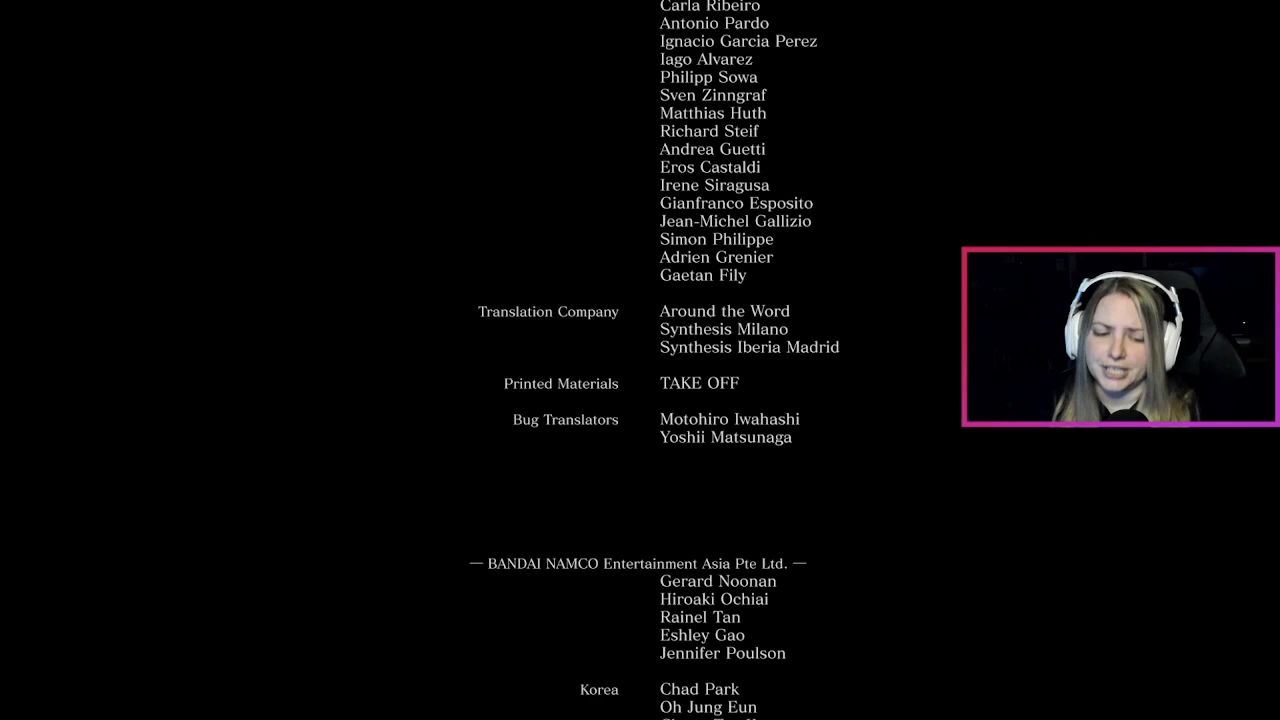 Carla Ribeiro
Antonio Pardo
Ignacio Garcia Perez
Iago Alvarez
Philipp Sowa
Sven Zinngraf
Matthias Huth
Richard Steif
Andrea Guetti
Eros Castaldi
Irene Siragusa
Gianfranco Esposito
Jean-Michel Gallizio
Simon Philippe
Adrien Grenier
Gaetan Fily
Translation Company Around the Word
Synthesis Milano
Synthesis Iberia Madrid
Printed Materials TAKE OFF
Bug Translators Motohiro Iwahashi
Yoshii Matsunaga
— BANDAI NAMCO Entertainment Asia Pte Ltd. —
Gerard Noonan
Hiroaki Ochiai
Rainel Tan
Eshley Gao
Jennifer Poulson
Korea Chad Park
Oh Jung Eun